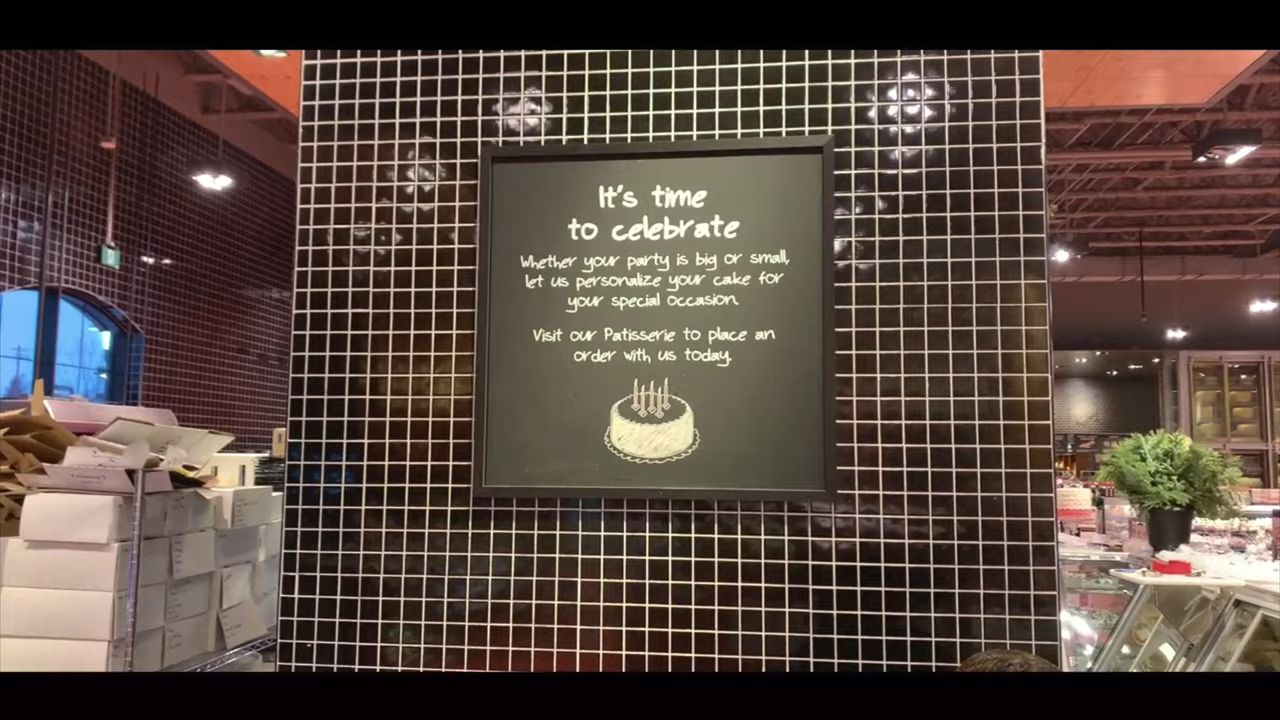 It's time
to celebrate
Whether your party is big or small,
let us personalize your cake for
your special occasion.
Visit our Patisserie to place an
order with us today.